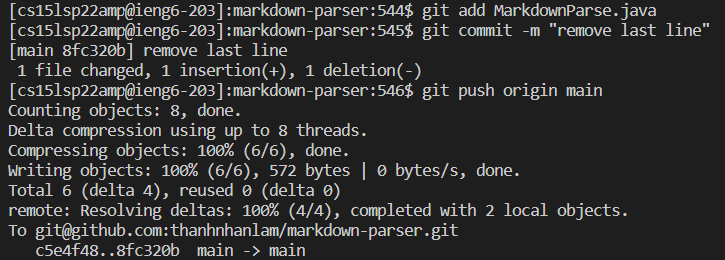 [cs15lsp22amp@ieng6-203]:markdown-parser:544$ git add MarkdownParse.java
[cs15lsp22amp@ieng6-203]:markdown-parser:545$ git commit -m "remove last line"
[main 8fc320b] remove last line
 1 file changed, 1 insertion(+), 1 deletion(-)
[cs15lsp22amp@ieng6-203]:markdown-parser:546$ git push origin main
Counting objects: 8, done.
Delta compression using up to 8 threads.
Compressing objects: 100% (6/6), done.
Writing objects: 100% (6/6), 572 bytes | 0 bytes/s, done.
Total 6 (delta 4), reused 0 (delta 0)
remote: Resolving deltas: 100% (4/4), completed with 2 local objects.
To git@github.com:thanhnhanlam/markdown-parser.git
   c5e4f48..8fc320b  main -> main